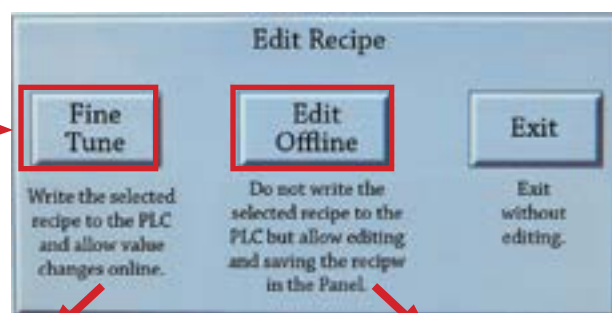 Edit Recipe
Fine
Tune
Edit
Offline
Exit
Write the selected
recipe to the PLC
and allow value
changes online.
Do not write the
selected recipe to the
PLC but allow editing
and saving the recipw
in the Panel.
Exit
without
editing.